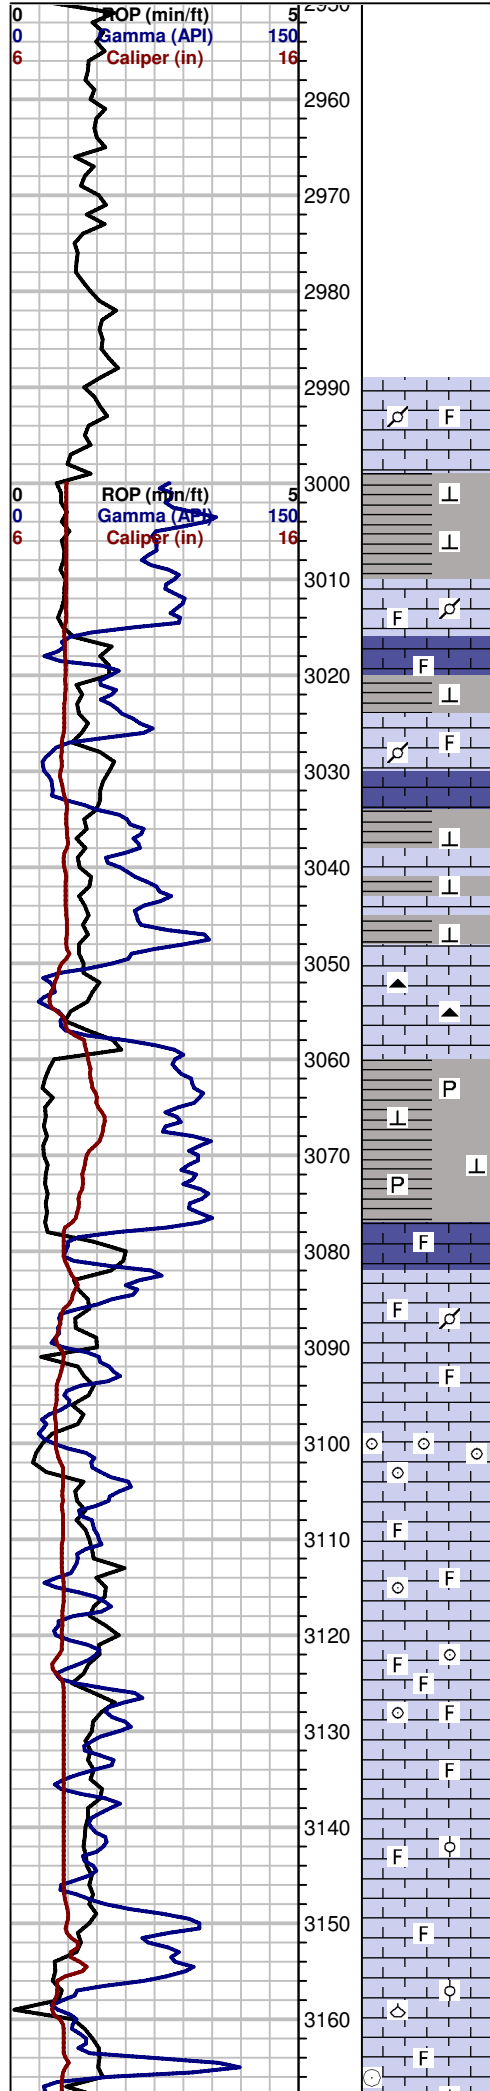 2950
0 ROP (min/ft) 5
0 Gamma (API) 150
6 Caliper (in) 16
2960
2970
2980
2990
F
3000
0 ROP (min/ft) 5
0 Gamma (API) 150
6 Caliper (in) 16
3010
F
F
3020
F
3030
3040
3050
3060
P
3070
P
F
3080
F
3090
F
3100
F
3110
F
3120
F
F
F
3130
F
3140
F
3150
F
3160
F